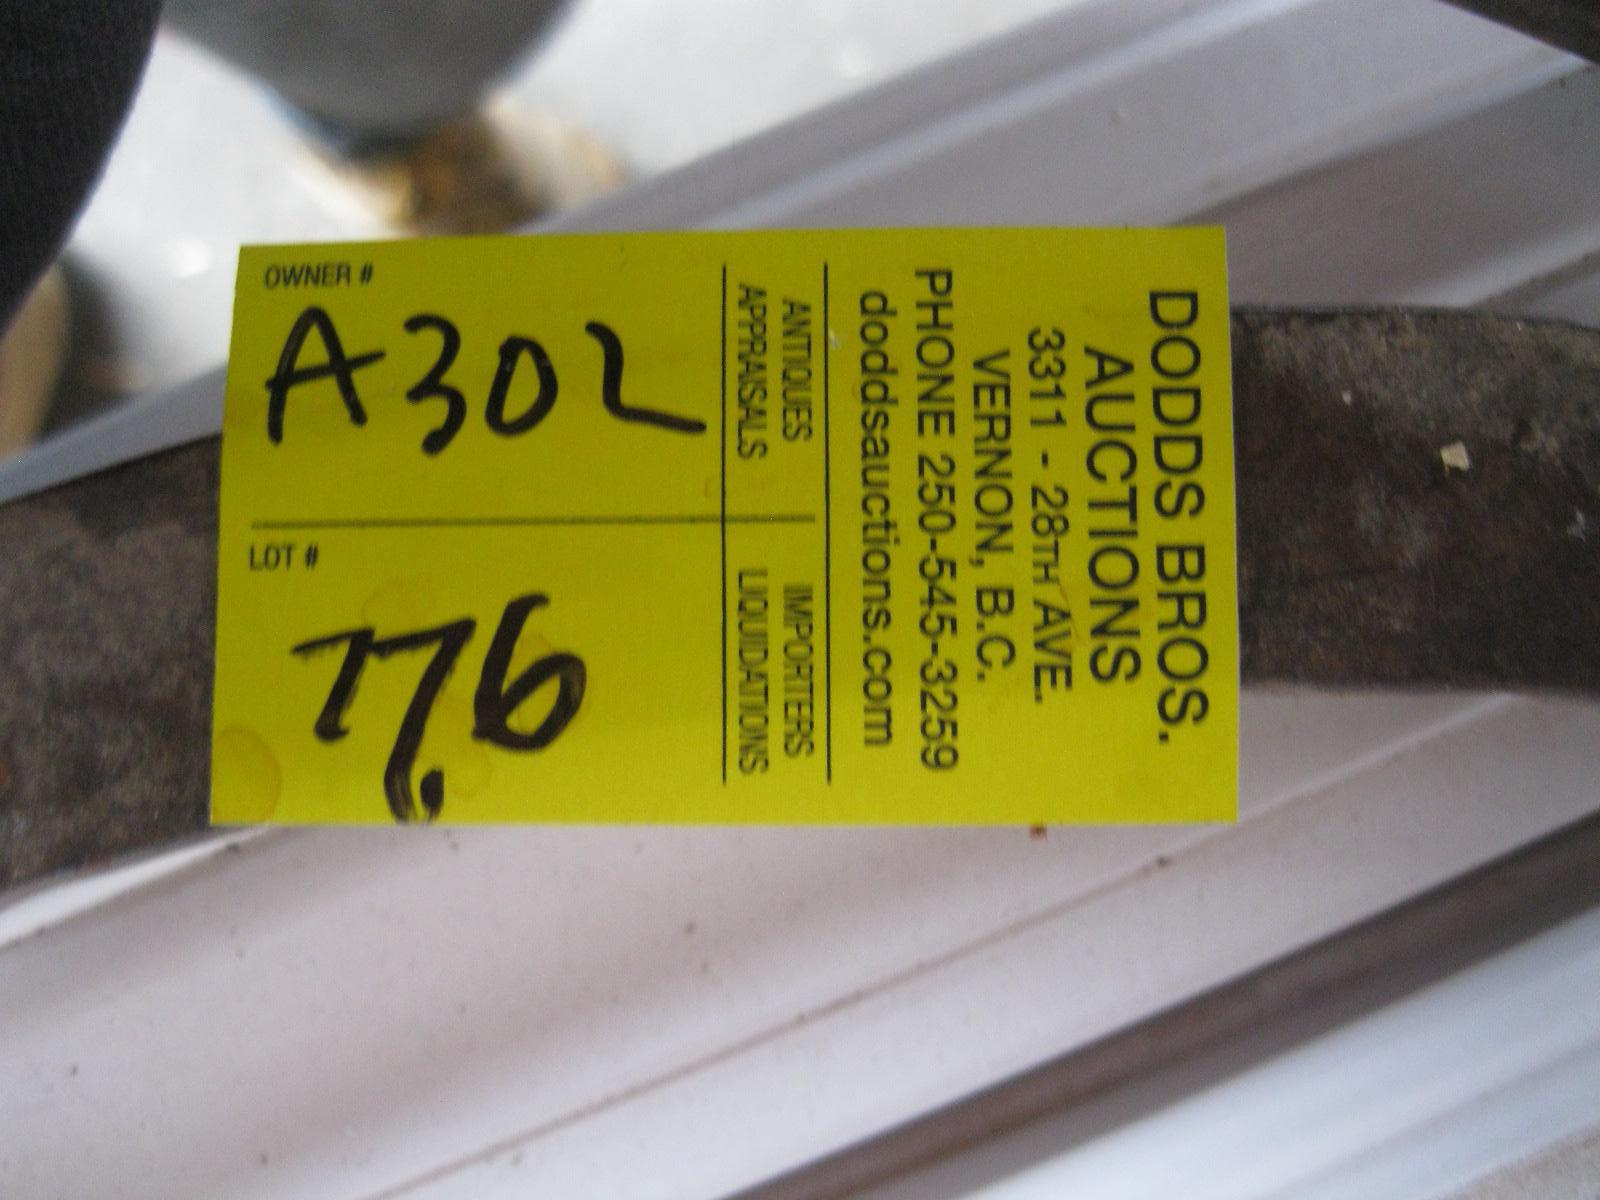 DODDS BROS.
AUCTIONS
3311 - 28TH AVE.
VERNON, B.C.
PHONE 250-545-3259
doddsauctions.com
ANTIQUES IMPORTERS
APPRAISALS LIQUIDATIONS
OWNER #
A302
LOT #